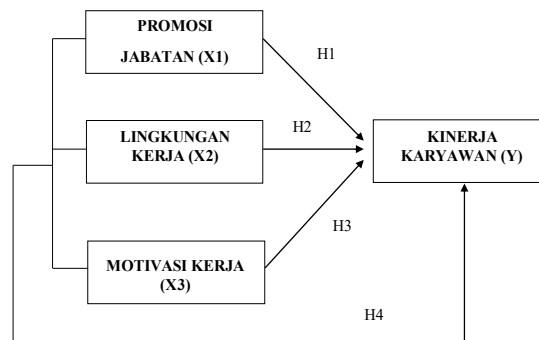 PROMOSI
JABATAN (X1)
H1
H2
LINGKUNGAN
KERJA (X2)
KINERJA
KARYAWAN (Y)
H3
MOTIVASI KERJA
(X3)
H4